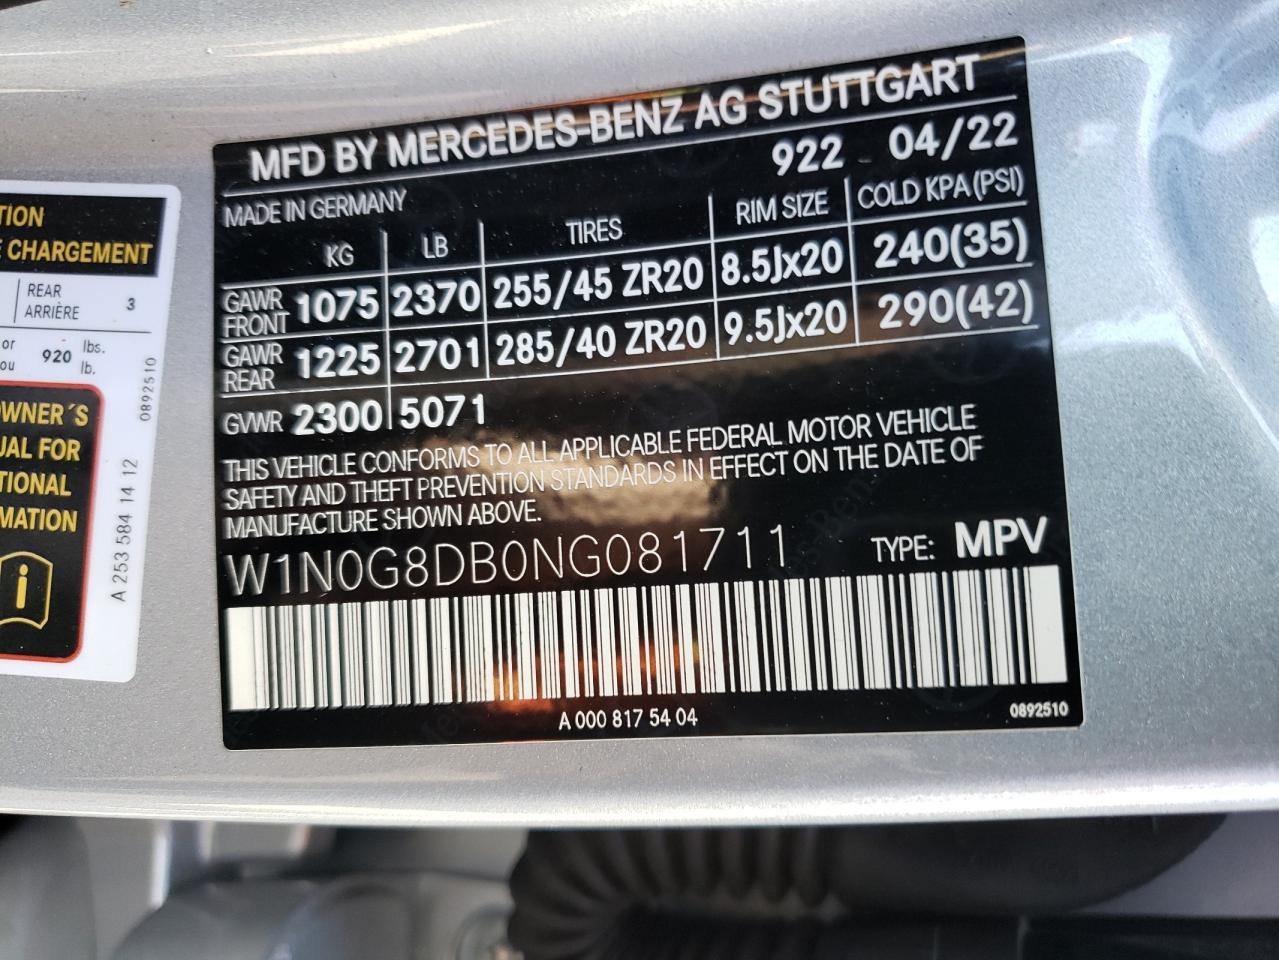 MFD BY MERCEDES-BENZ AG STUTTGART
922 04/22
MADE IN GERMANY
KG LB TIRES RIM SIZE COLD KPA (PSI)
GAWR FRONT 1075 2370 255/45 ZR20 8.5Jx20 240(35)
GAWR REAR 1225 2701 285/40 ZR20 9.5Jx20 290(42)
GVWR 2300 5071
THIS VEHICLE CONFORMS TO ALL APPLICABLE FEDERAL MOTOR VEHICLE
SAFETY AND THEFT PREVENTION STANDARDS IN EFFECT ON THE DATE OF
MANUFACTURE SHOWN ABOVE.
W1N0G8DB0NG081711 TYPE: MPV
A 000 817 54 04
0892510
TION
E CHARGEMENT
REAR
ARRIÈRE 3
or 920 lbs.
ou lb.
0892510
WNER´S
UAL FOR
TIONAL
MATION
A 253 584 14 12